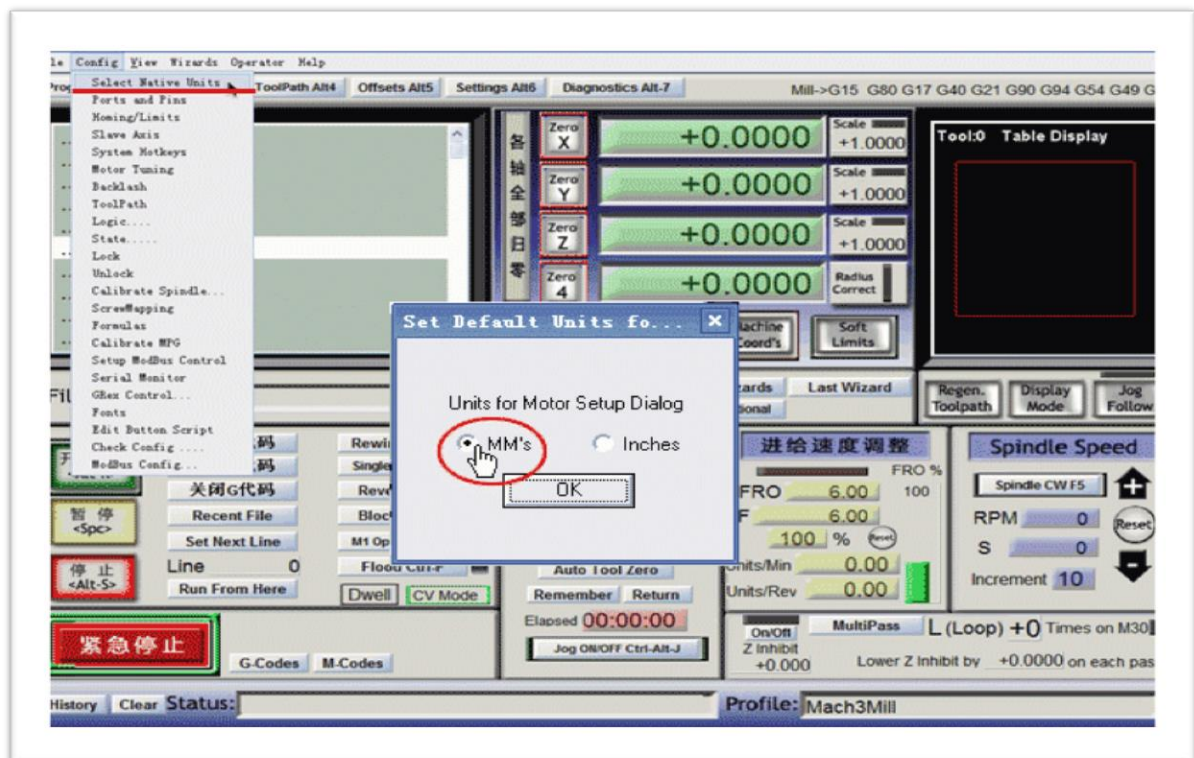 Config View Wizards Operator Help
Select Native Units
ToolPath Alt4 Offsets Alt5 Settings Alt6 Diagnostics Alt-7 Mill->G15 G80 G17 G40 G21 G90 G94 G54 G49 G
Ports and Pins
Homing/Limits
Slave Axis
System Hotkeys
Motor Tuning
Backlash
ToolPath
Logic....
State.....
Lock
Unlock
Calibrate Spindle...
ScrewMapping
Formulas
Calibrate MPG
Setup ModBus Control
Serial Monitor
GRex Control...
Fonts
Edit Button Script
Check Config ....
ModBus Config...
各轴全部归零
Zero X +0.0000 Scale +1.0000
Zero Y +0.0000 Scale +1.0000
Zero Z +0.0000 Scale +1.0000
Zero 4 +0.0000 Radius Correct
Tool:0 Table Display
Soft Limits
Set Default Units fo...
Units for Motor Setup Dialog
MM's Inches
OK
Last Wizard
Regen. Toolpath Display Mode Jog Follow
关闭G代码
Recent File
Set Next Line
Line 0
Run From Here
暂停
<Spc>
停止
<Alt-S>
紧急停止
G-Codes M-Codes
Dwell CV Mode
Auto Tool Zero
Remember Return
Elapsed 00:00:00
Jog ON/OFF Ctrl-Alt-J
进给速度调整
FRO %
FRO 6.00 100
F 6.00
100 % Reset
Units/Min 0.00
Units/Rev 0.00
Spindle Speed
Spindle CW F5
RPM 0 Reset
S 0
Increment 10
On/Off MultiPass L (Loop) +0 Times on M30
Z Inhibit
+0.000 Lower Z Inhibit by +0.0000 on each pas
History Clear Status: Profile: Mach3Mill